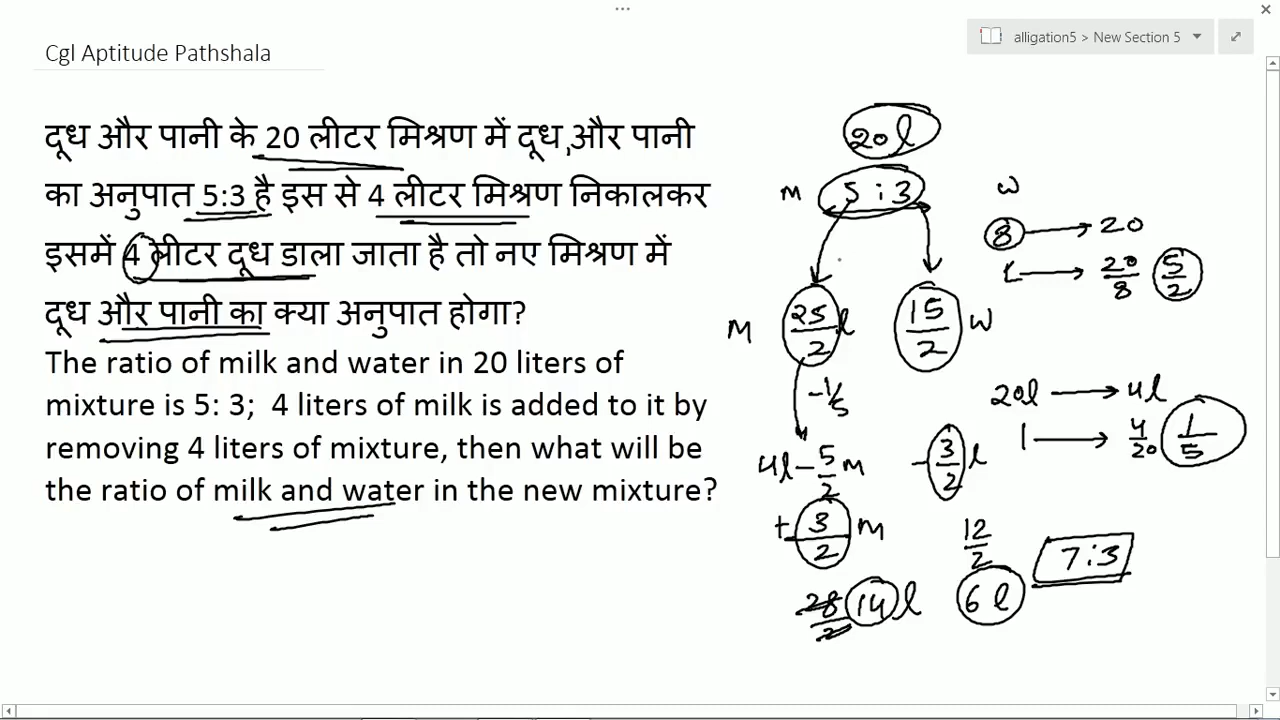 ...
alligation5 > New Section 5
Cgl Aptitude Pathshala
दूध और पानी के 20 लीटर मिश्रण में दूध,और पानी
का अनुपात 5:3 है इस से 4 लीटर मिश्रण निकालकर
इसमें 4 लीटर दूध डाला जाता है तो नए मिश्रण में
दूध और पानी का क्या अनुपात होगा?
The ratio of milk and water in 20 liters of
mixture is 5: 3;  4 liters of milk is added to it by
removing 4 liters of mixture, then what will be
the ratio of milk and water in the new mixture?
20l
M 5 : 3 W
8 → 20
1 → 20/8 5/2
M 25/2 l 15/2 W
-1/5
20l → 4l
1 → 4/20 1/5
4l - 5/2 M - 3/2 l
+ 3/2 M 12/2
7:3
28/2 14 l 6 l